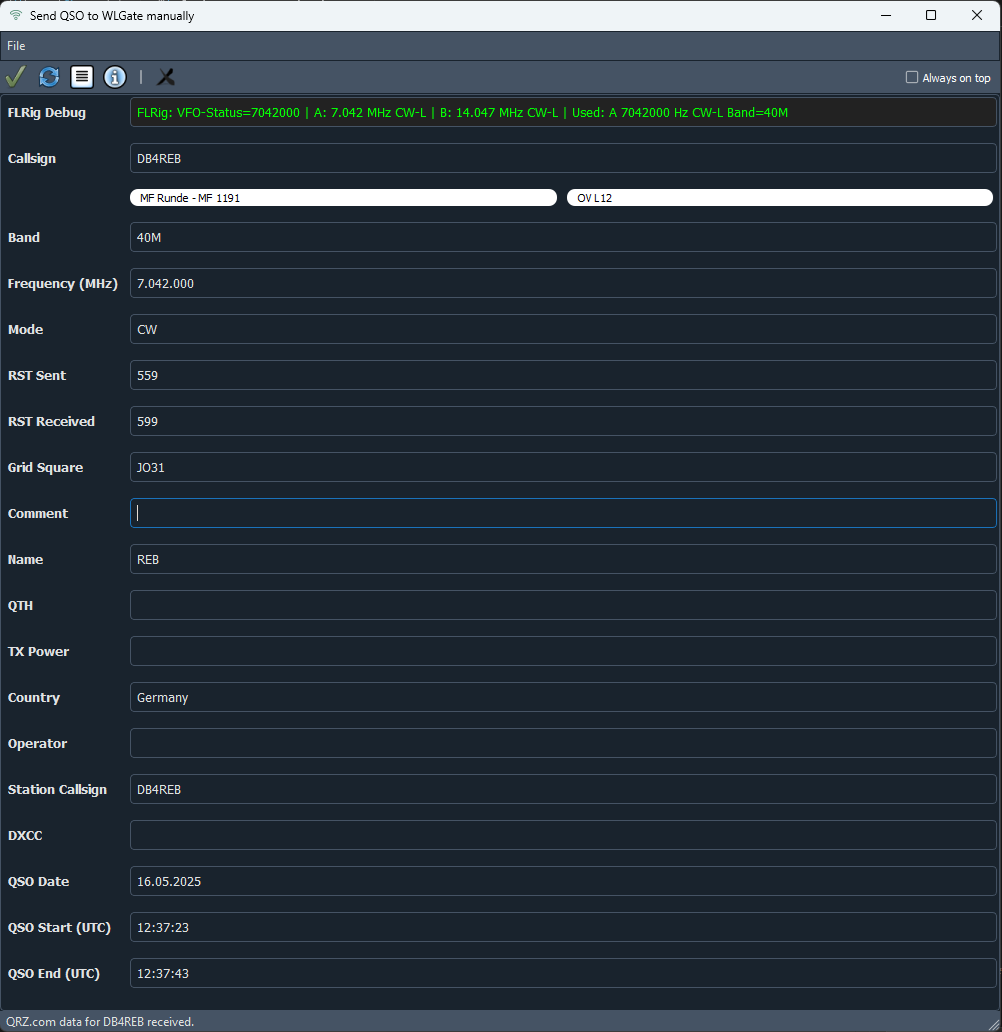 Send QSO to WLGate manually
File
Always on top
FLRig Debug FLRig: VFO-Status=7042000 | A: 7.042 MHz CW-L | B: 14.047 MHz CW-L | Used: A 7042000 Hz CW-L Band=40M
Callsign DB4REB
MF Runde - MF 1191 OV L12
Band 40M
Frequency (MHz) 7.042.000
Mode CW
RST Sent 559
RST Received 599
Grid Square JO31
Comment
Name REB
QTH
TX Power
Country Germany
Operator
Station Callsign DB4REB
DXCC
QSO Date 16.05.2025
QSO Start (UTC) 12:37:23
QSO End (UTC) 12:37:43
QRZ.com data for DB4REB received.